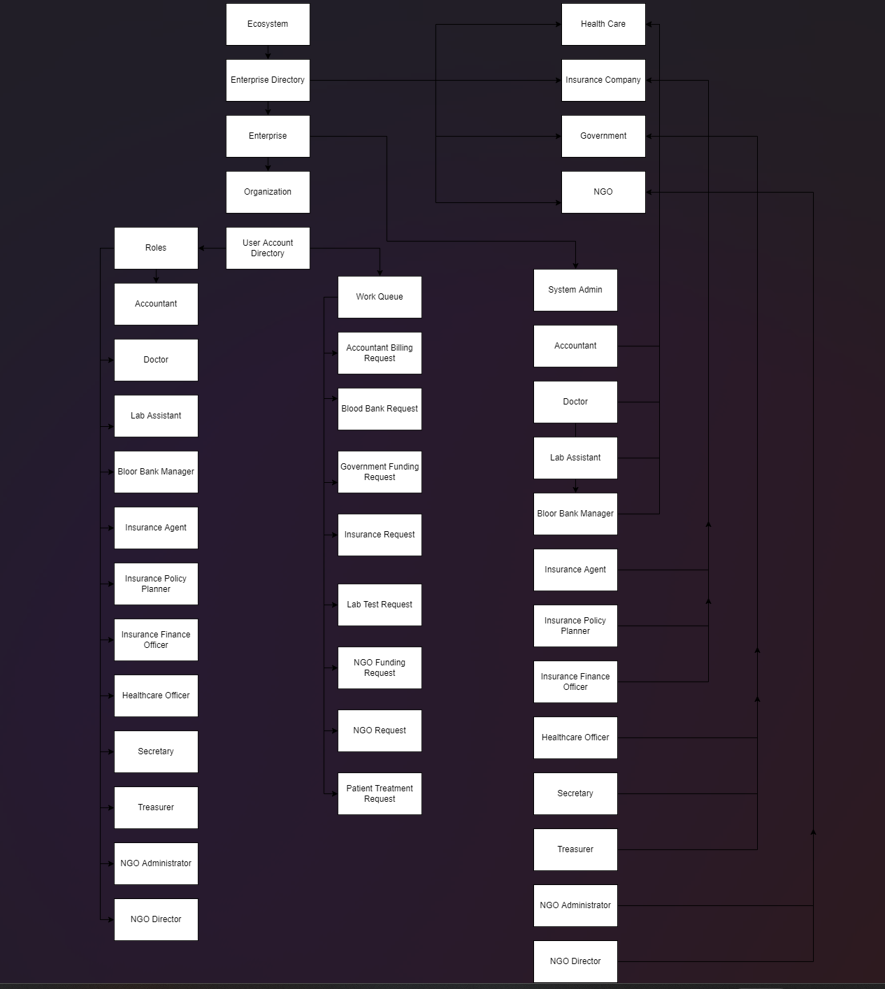 Ecosystem
Enterprise Directory
Enterprise
Organization
User Account
Directory
Roles
Accountant
Doctor
Lab Assistant
Bloor Bank Manager
Insurance Agent
Insurance Policy
Planner
Insurance Finance
Officer
Healthcare Officer
Secretary
Treasurer
NGO Administrator
NGO Director
Work Queue
Accountant Billing
Request
Blood Bank Request
Government Funding
Request
Insurance Request
Lab Test Request
NGO Funding
Request
NGO Request
Patient Treatment
Request
Health Care
Insurance Company
Government
NGO
System Admin
Accountant
Doctor
Lab Assistant
Bloor Bank Manager
Insurance Agent
Insurance Policy
Planner
Insurance Finance
Officer
Healthcare Officer
Secretary
Treasurer
NGO Administrator
NGO Director